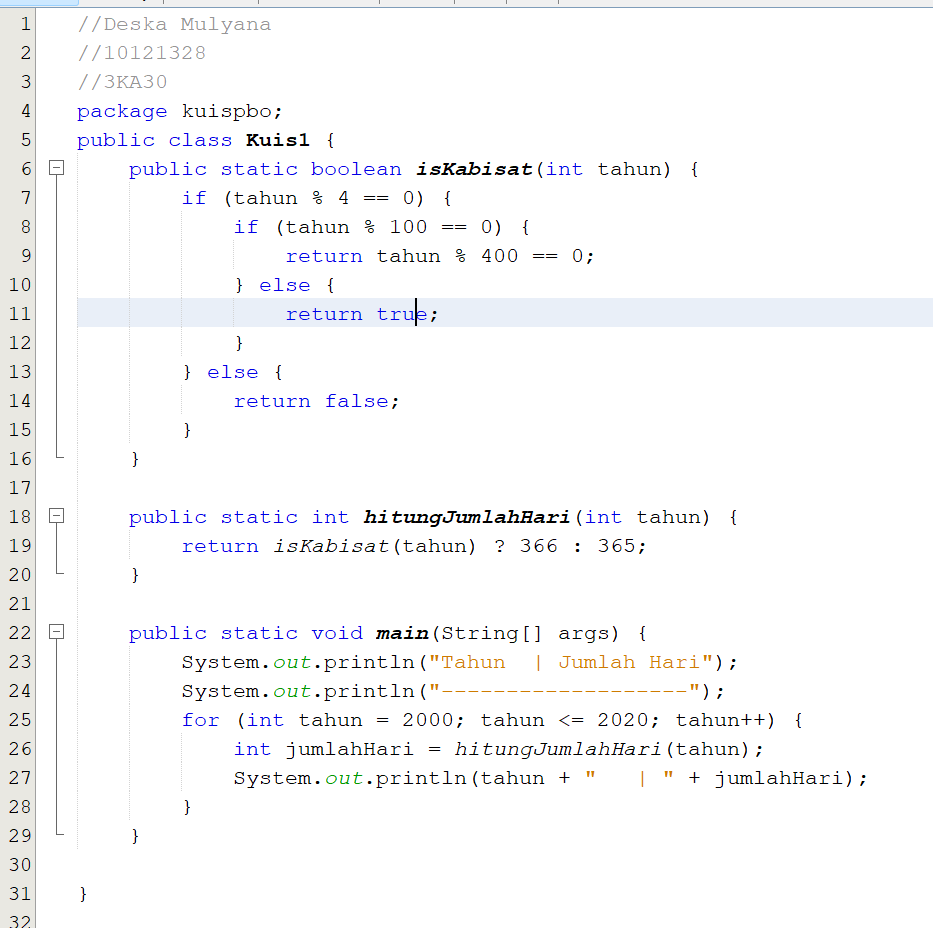 1 //Deska Mulyana
2 //10121328
3 //3KA30
4 package kuispbo;
5 public class Kuis1 {
6     public static boolean isKabisat(int tahun) {
7         if (tahun % 4 == 0) {
8             if (tahun % 100 == 0) {
9                 return tahun % 400 == 0;
10             } else {
11                 return true;
12             }
13         } else {
14             return false;
15         }
16     }
17
18     public static int hitungJumlahHari(int tahun) {
19         return isKabisat(tahun) ? 366 : 365;
20     }
21
22     public static void main(String[] args) {
23         System.out.println("Tahun  | Jumlah Hari");
24         System.out.println("-------------------");
25         for (int tahun = 2000; tahun <= 2020; tahun++) {
26             int jumlahHari = hitungJumlahHari(tahun);
27             System.out.println(tahun + "   | " + jumlahHari);
28         }
29     }
30
31 }
32